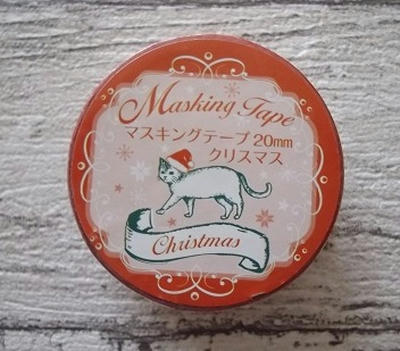 Masking Tape
マスキングテープ 20mm
クリスマス
Christmas